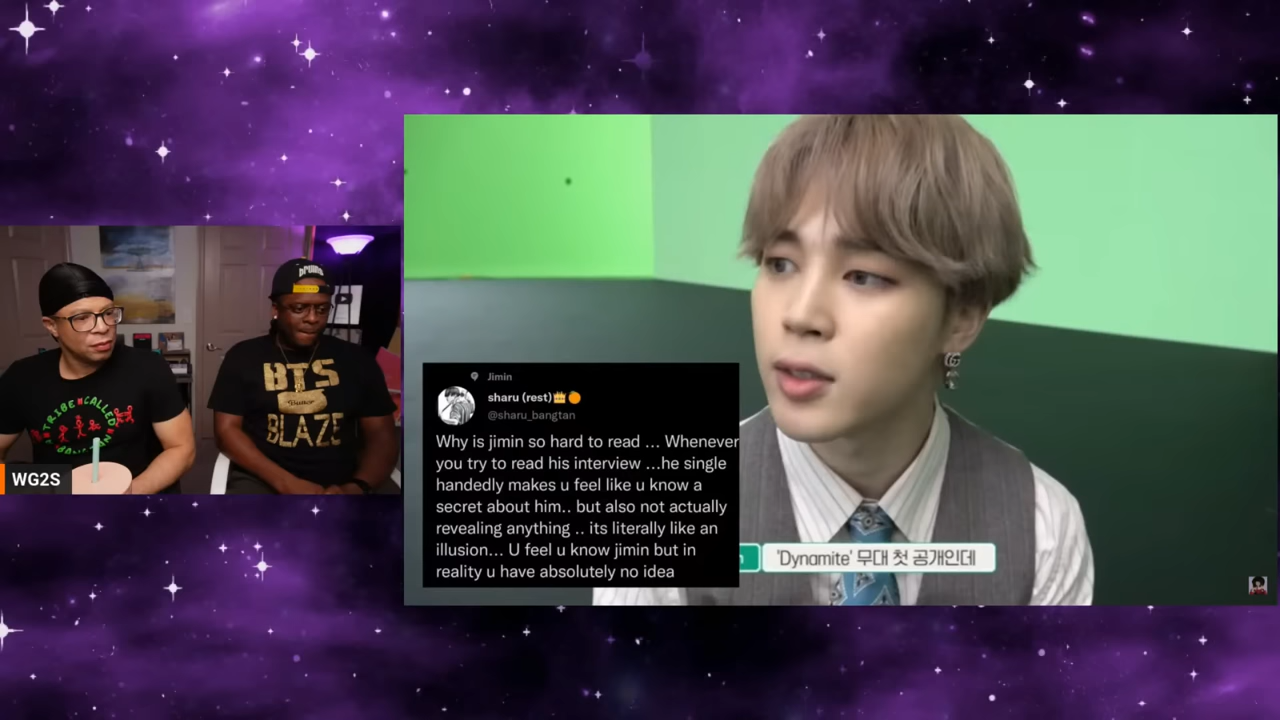 TRIBE CALLED
BTS
Butter
BLAZE
WG2S
Jimin
sharu (rest)👑🍊
@sharu_bangtan
Why is jimin so hard to read ... Whenever
you try to read his interview ...he single
handedly makes u feel like u know a
secret about him.. but also not actually
revealing anything .. its literally like an
illusion... U feel u know jimin but in
reality u have absolutely no idea
'Dynamite' 무대 첫 공개인데